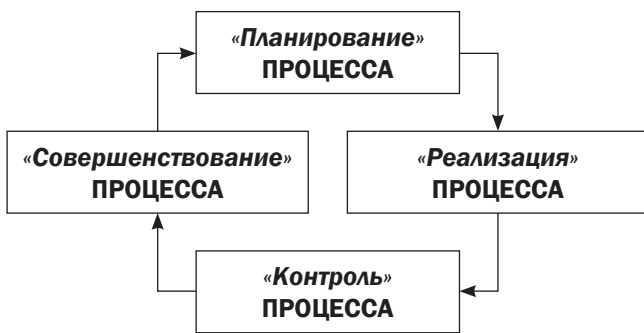 «Планирование»
ПРОЦЕССА
«Совершенствование»
ПРОЦЕССА
«Реализация»
ПРОЦЕССА
«Контроль»
ПРОЦЕССА